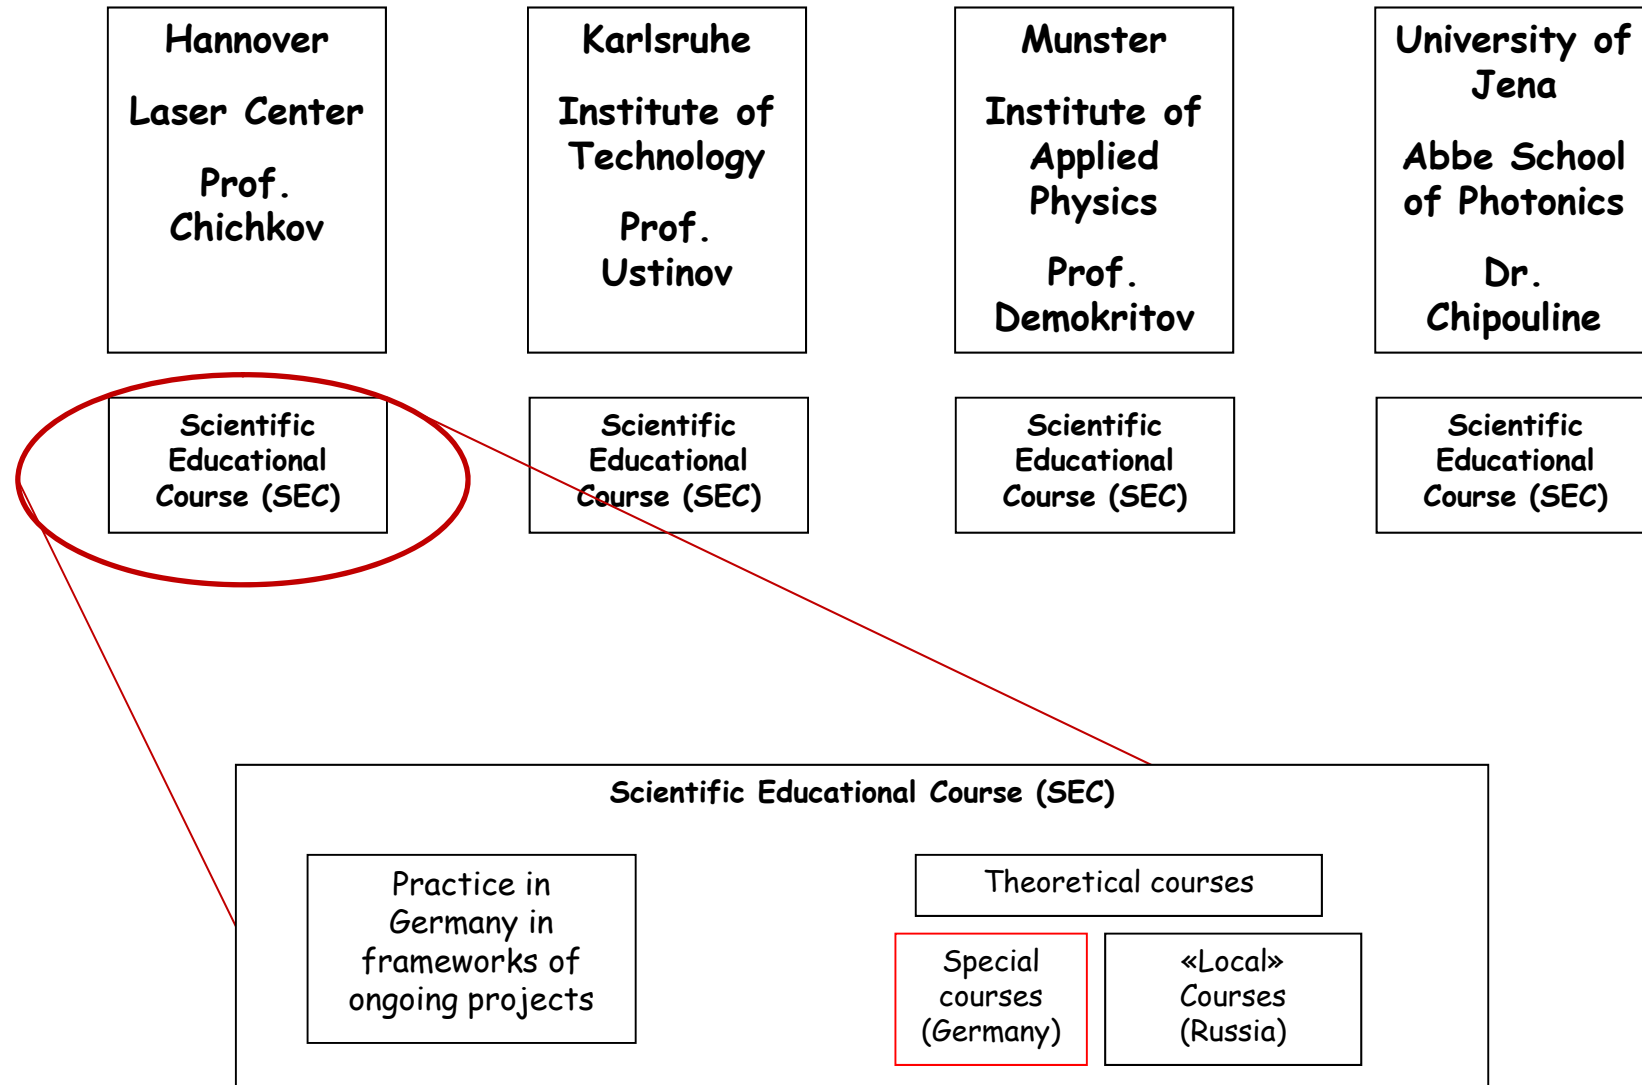 Hannover
Laser Center
Prof.
Chichkov
Karlsruhe
Institute of
Technology
Prof.
Ustinov
Munster
Institute of
Applied
Physics
Prof.
Demokritov
University of
Jena
Abbe School
of Photonics
Dr.
Chipouline
Scientific
Educational
Course (SEC)
Scientific
Educational
Course (SEC)
Scientific
Educational
Course (SEC)
Scientific
Educational
Course (SEC)
Scientific Educational Course (SEC)
Practice in
Germany in
frameworks of
ongoing projects
Theoretical courses
Special
courses
(Germany)
«Local»
Courses
(Russia)